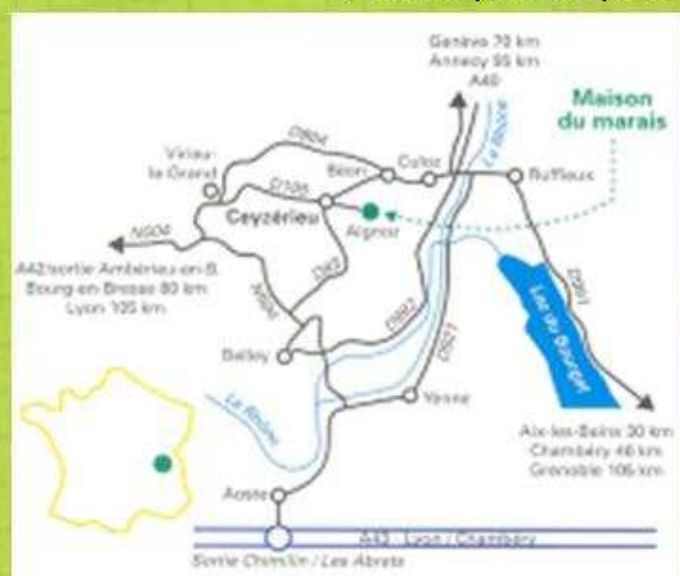 Genève 70 km
Annecy 55 km
A40
Maison
du marais
Le Rhône
D904
Virieu-
le-Grand
Béon
Culoz
Ruffieux
D105
Ceyzérieu
Aignoz
N504
A42/sortie Ambérieu-en-B.
Bourg-en-Bresse 80 km
Lyon 105 km
N504
D992
D921
D991
Lac du Bourget
Belley
Yenne
Le Rhône
Aix-les-Bains 30 km
Chambéry 46 km
Grenoble 106 km
Aoste
A43 Lyon / Chambéry
Sortie Chimilin / Les Abrets